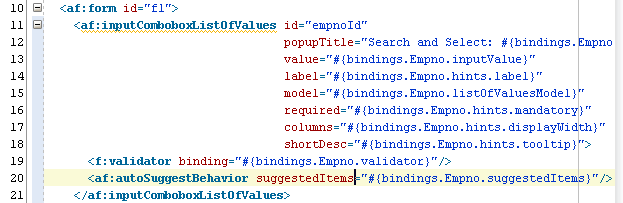 10 <af:form id="f1">
11 <af:inputComboboxListOfValues id="empnoId"
12 popupTitle="Search and Select: #{bindings.Empno
13 value="#{bindings.Empno.inputValue}"
14 label="#{bindings.Empno.hints.label}"
15 model="#{bindings.Empno.listOfValuesModel}"
16 required="#{bindings.Empno.hints.mandatory}"
17 columns="#{bindings.Empno.hints.displayWidth}"
18 shortDesc="#{bindings.Empno.hints.tooltip}">
19 <f:validator binding="#{bindings.Empno.validator}"/>
20 <af:autoSuggestBehavior suggestedItems="#{bindings.Empno.suggestedItems}"/>
21 </af:inputComboboxListOfValues>